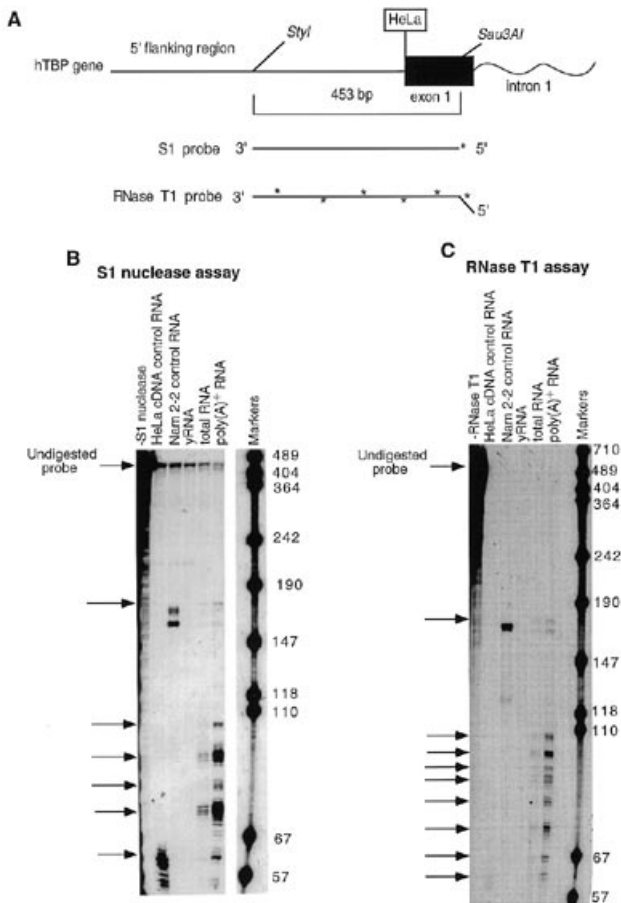 A
5' flanking region
StyI
HeLa
Sau3AI
hTBP gene
453 bp
exon 1
intron 1
S1 probe 3' * 5'
RNase T1 probe 3' * * * * * * 5'
B
S1 nuclease assay
-S1 nuclease
HeLa cDNA control RNA
Nam 2-2 control RNA
yRNA
total RNA
poly(A)+ RNA
Markers
Undigested
probe
489
404
364
242
190
147
118
110
67
57
C
RNase T1 assay
-RNase T1
HeLa cDNA control RNA
Nam 2-2 control RNA
yRNA
total RNA
poly(A)+ RNA
Markers
Undigested
probe
710
489
404
364
242
190
147
118
110
67
57